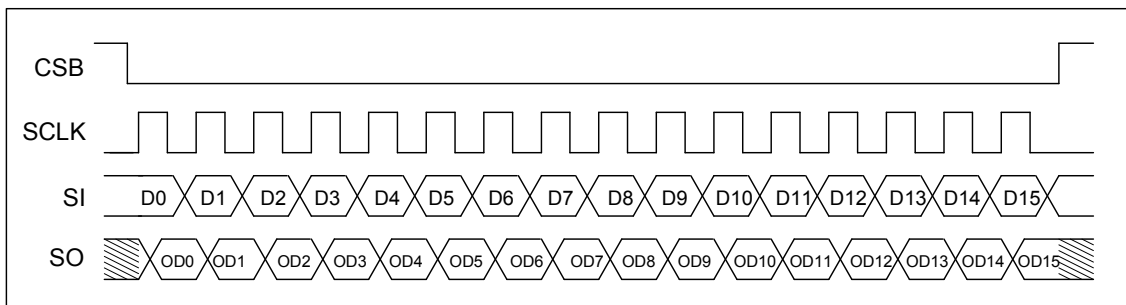 CSB
SCLK
SI D0 D1 D2 D3 D4 D5 D6 D7 D8 D9 D10 D11 D12 D13 D14 D15
SO OD0 OD1 OD2 OD3 OD4 OD5 OD6 OD7 OD8 OD9 OD10 OD11 OD12 OD13 OD14 OD15